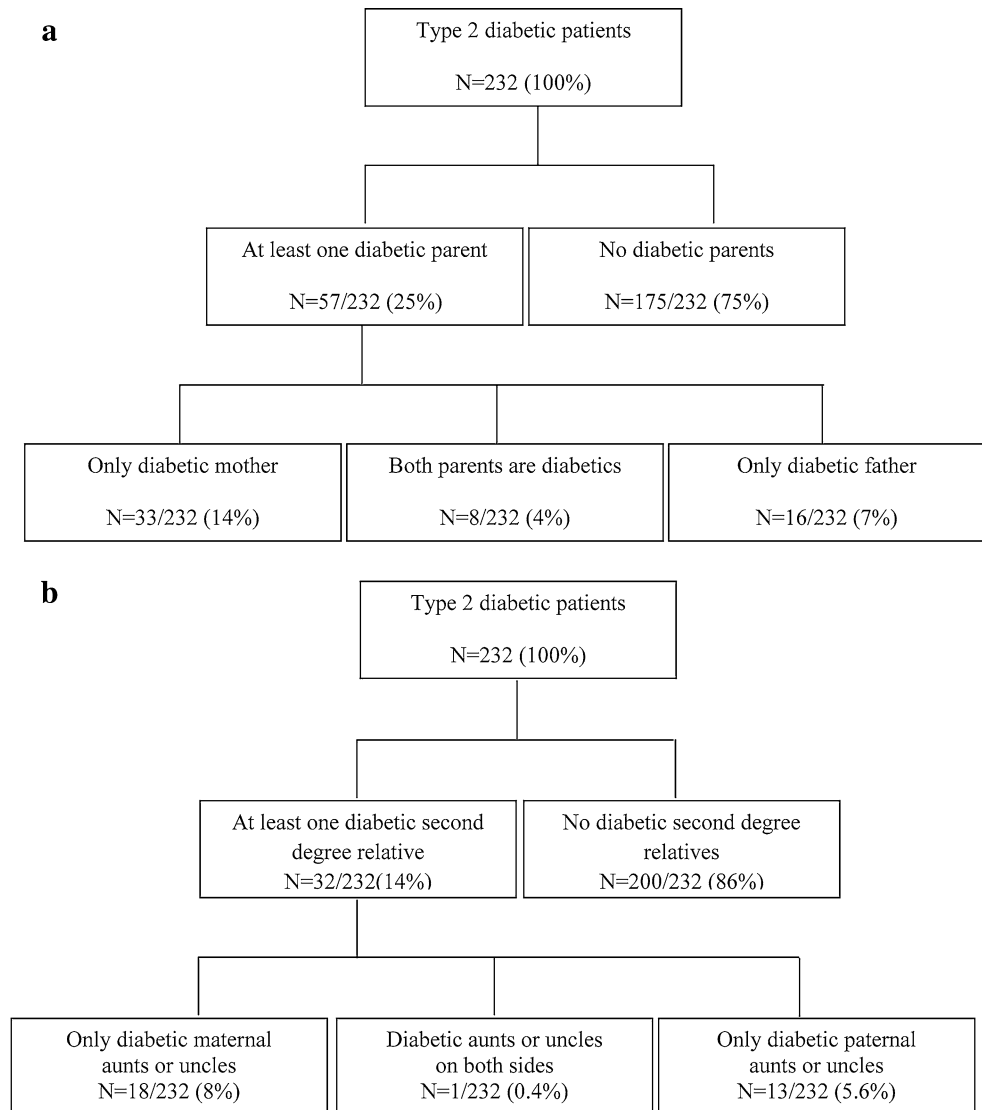 a
Type 2 diabetic patients
N=232 (100%)
At least one diabetic parent
N=57/232 (25%)
No diabetic parents
N=175/232 (75%)
Only diabetic mother
N=33/232 (14%)
Both parents are diabetics
N=8/232 (4%)
Only diabetic father
N=16/232 (7%)
b
Type 2 diabetic patients
N=232 (100%)
At least one diabetic second
degree relative
N=32/232(14%)
No diabetic second degree
relatives
N=200/232 (86%)
Only diabetic maternal
aunts or uncles
N=18/232 (8%)
Diabetic aunts or uncles
on both sides
N=1/232 (0.4%)
Only diabetic paternal
aunts or uncles
N=13/232 (5.6%)